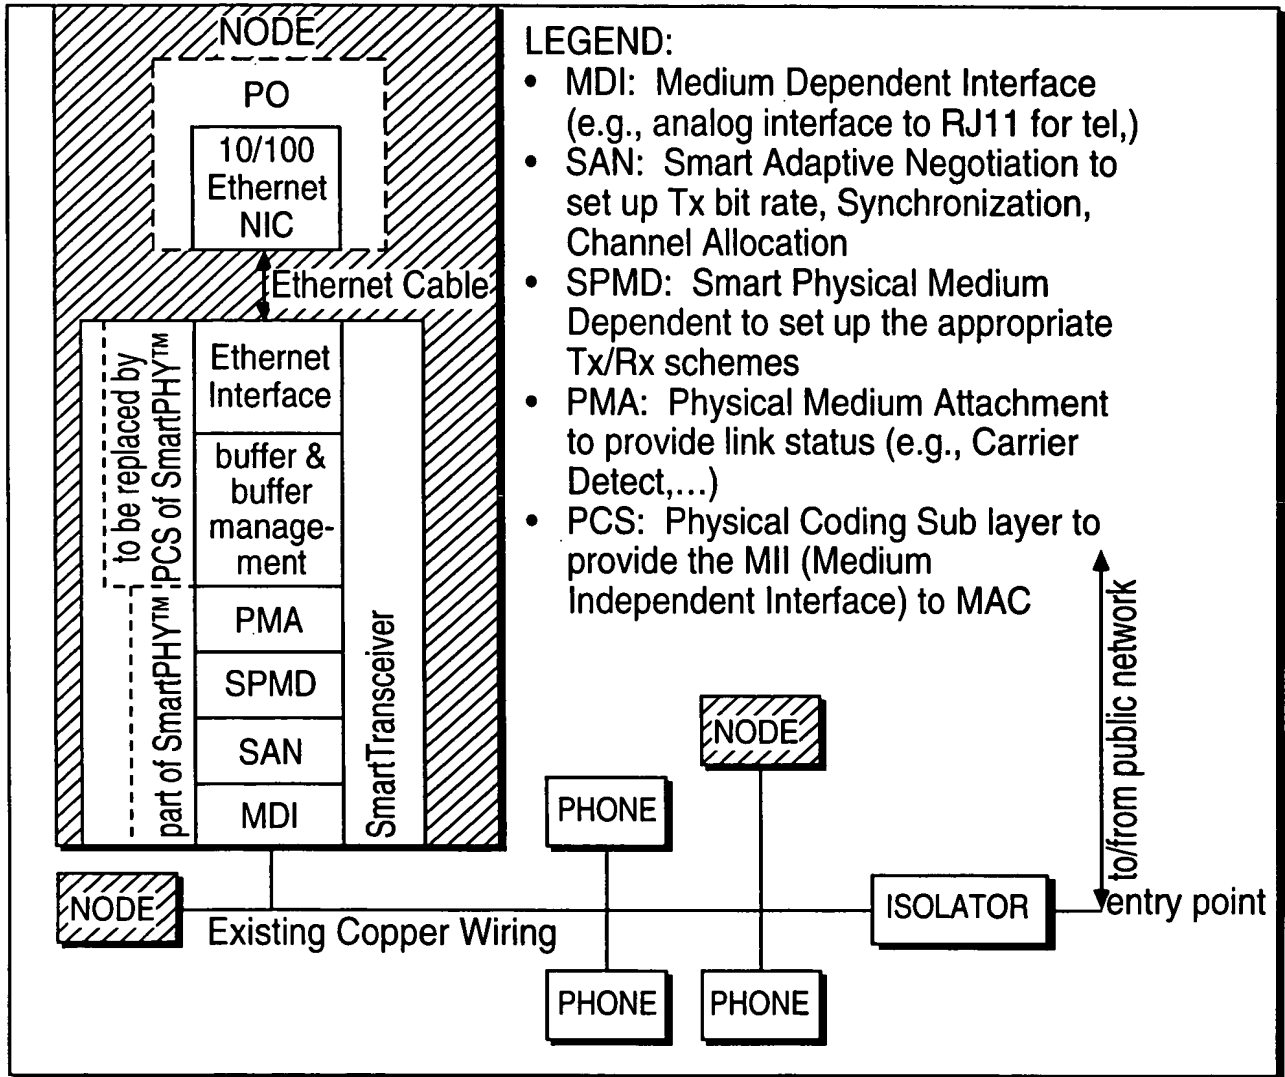 NODE
PO
10/100
Ethernet
NIC
Ethernet Cable
to be replaced by
PCS of SmartPHY™
part of SmartPHY™
Ethernet
Interface
buffer &
buffer
manage-
ment
PMA
SPMD
SAN
MDI
SmartTransceiver
LEGEND:
• MDI: Medium Dependent Interface
(e.g., analog interface to RJ11 for tel,)
• SAN: Smart Adaptive Negotiation to
set up Tx bit rate, Synchronization,
Channel Allocation
• SPMD: Smart Physical Medium
Dependent to set up the appropriate
Tx/Rx schemes
• PMA: Physical Medium Attachment
to provide link status (e.g., Carrier
Detect,...)
• PCS: Physical Coding Sub layer to
provide the MII (Medium
Independent Interface) to MAC
to/from public network
NODE
PHONE
NODE
Existing Copper Wiring
ISOLATOR
entry point
PHONE
PHONE